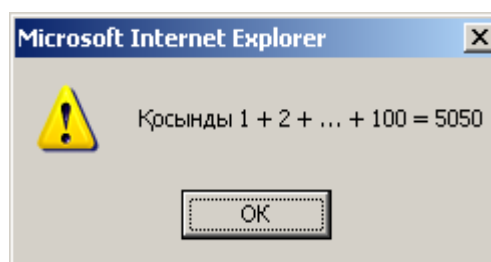 Microsoft Internet Explorer
Қосынды 1 + 2 + ... + 100 = 5050
OK